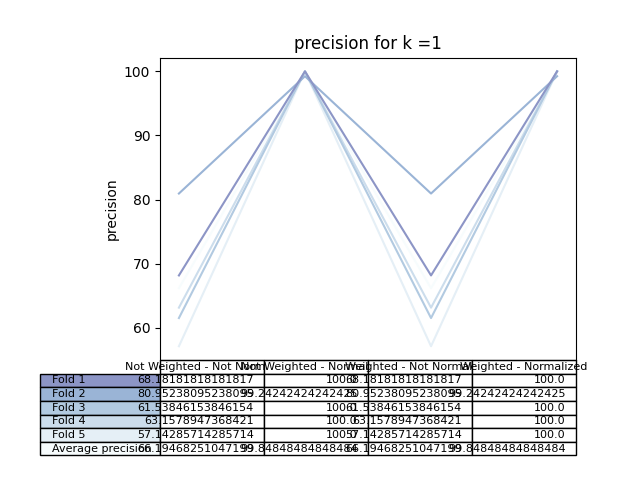 precision for k =1
100
90
80
70
60
precision
Not Weighted - Not Norm Not Weighted - Normal Weighted - Not Normal Weighted - Normalized
Fold 1 68.18181818181817 100.0 68.18181818181817 100.0
Fold 2 80.95238095238095 99.24242424242425 80.95238095238095 99.24242424242425
Fold 3 61.53846153846154 100.0 61.53846153846154 100.0
Fold 4 63.1578947368421 100.0 63.1578947368421 100.0
Fold 5 57.14285714285714 100.0 57.14285714285714 100.0
Average precision 66.19468251047199 99.84848484848484 66.19468251047199 99.84848484848484